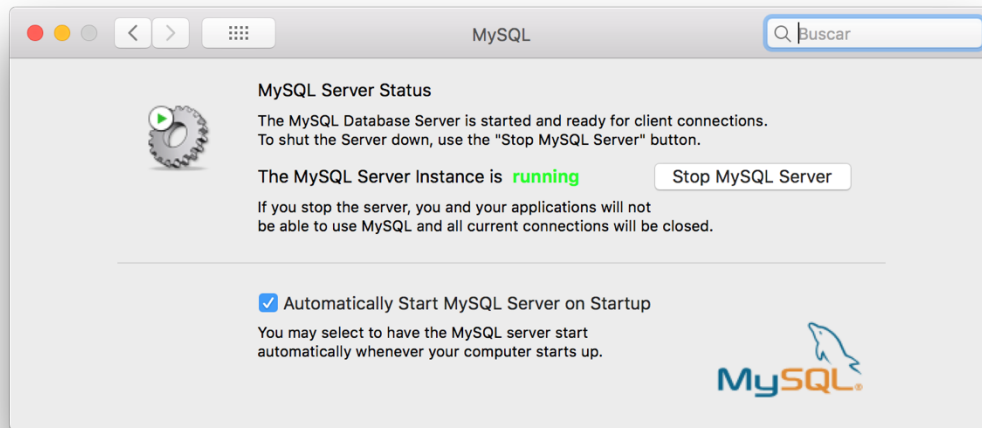 MySQL
Buscar
MySQL Server Status
The MySQL Database Server is started and ready for client connections.
To shut the Server down, use the "Stop MySQL Server" button.
The MySQL Server Instance is running
Stop MySQL Server
If you stop the server, you and your applications will not
be able to use MySQL and all current connections will be closed.
Automatically Start MySQL Server on Startup
You may select to have the MySQL server start
automatically whenever your computer starts up.
MySQL®